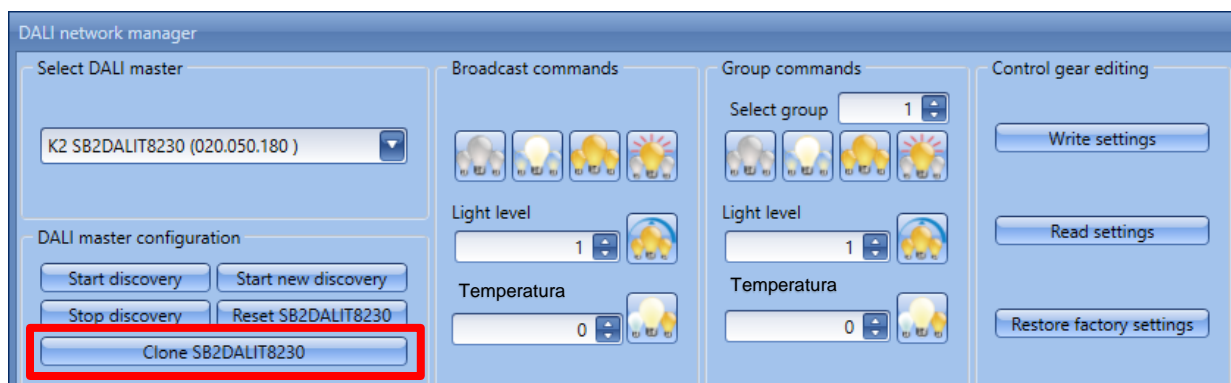 DALI network manager
Select DALI master
K2 SB2DALIT8230 (020.050.180 )
DALI master configuration
Start discovery
Start new discovery
Stop discovery
Reset SB2DALIT8230
Clone SB2DALIT8230
Broadcast commands
Light level
1
Temperatura
0
Group commands
Select group
1
Light level
1
Temperatura
0
Control gear editing
Write settings
Read settings
Restore factory settings